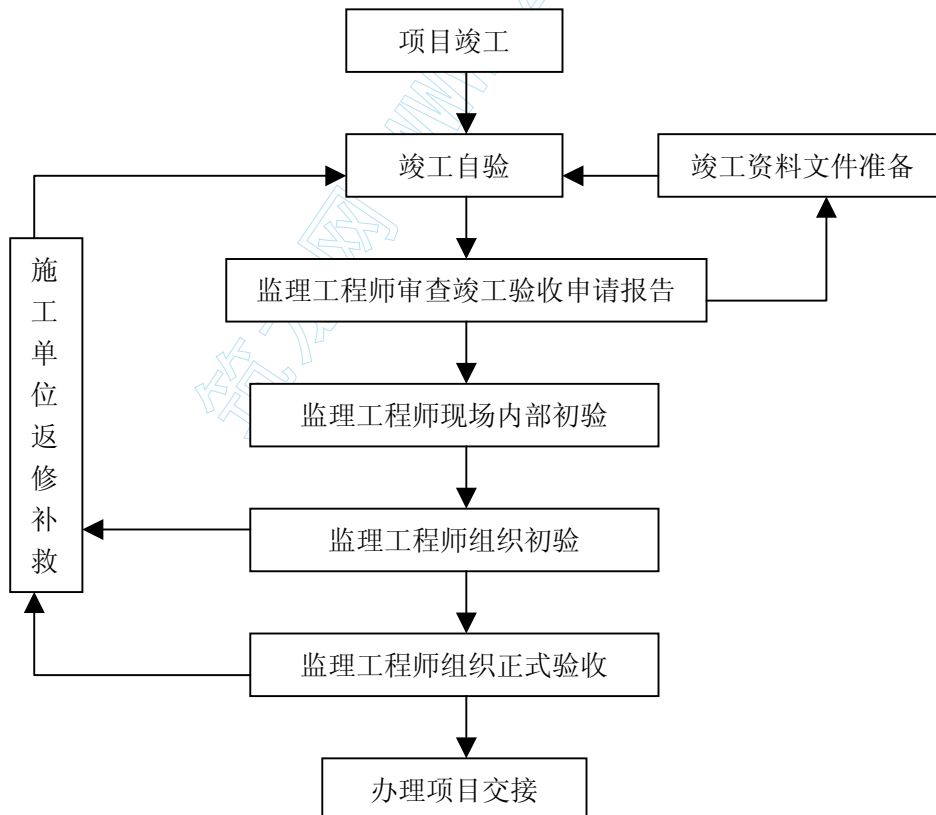 项目竣工
竣工自验
竣工资料文件准备
监理工程师审查竣工验收申请报告
施工单位返修补救
监理工程师现场内部初验
监理工程师组织初验
监理工程师组织正式验收
办理项目交接